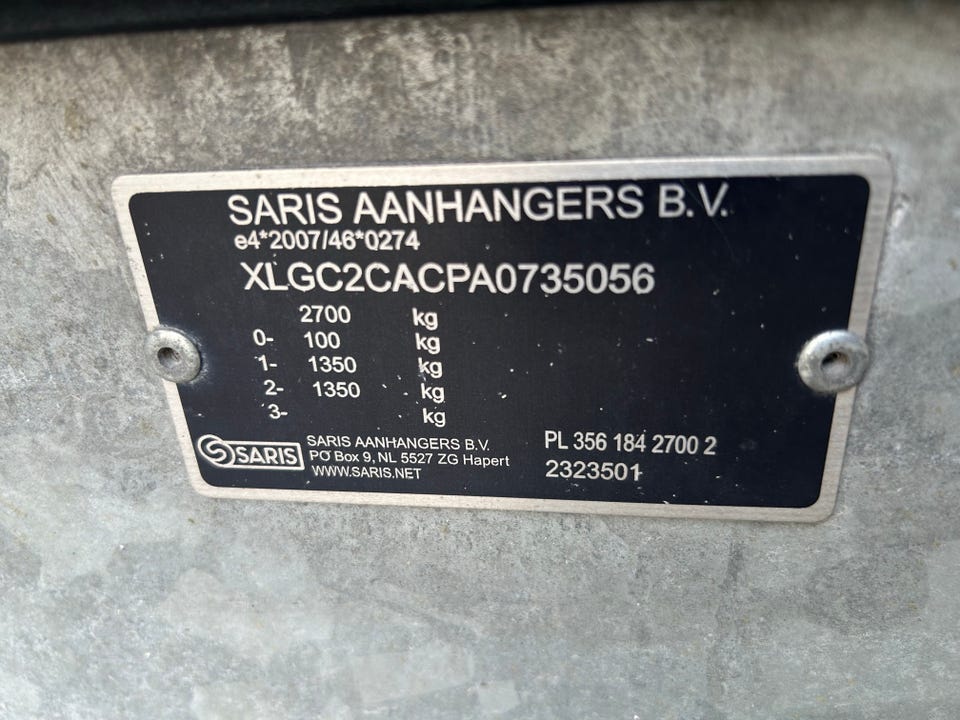 SARIS AANHANGERS B.V.
e4*2007/46*0274
XLGC2CACPA0735056
2700 kg
0- 100 kg
1- 1350 kg
2- 1350 kg
3- kg
SARIS
SARIS AANHANGERS B.V.
PO Box 9, NL 5527 ZG Hapert
WWW.SARIS.NET
PL 356 184 2700 2
2323501